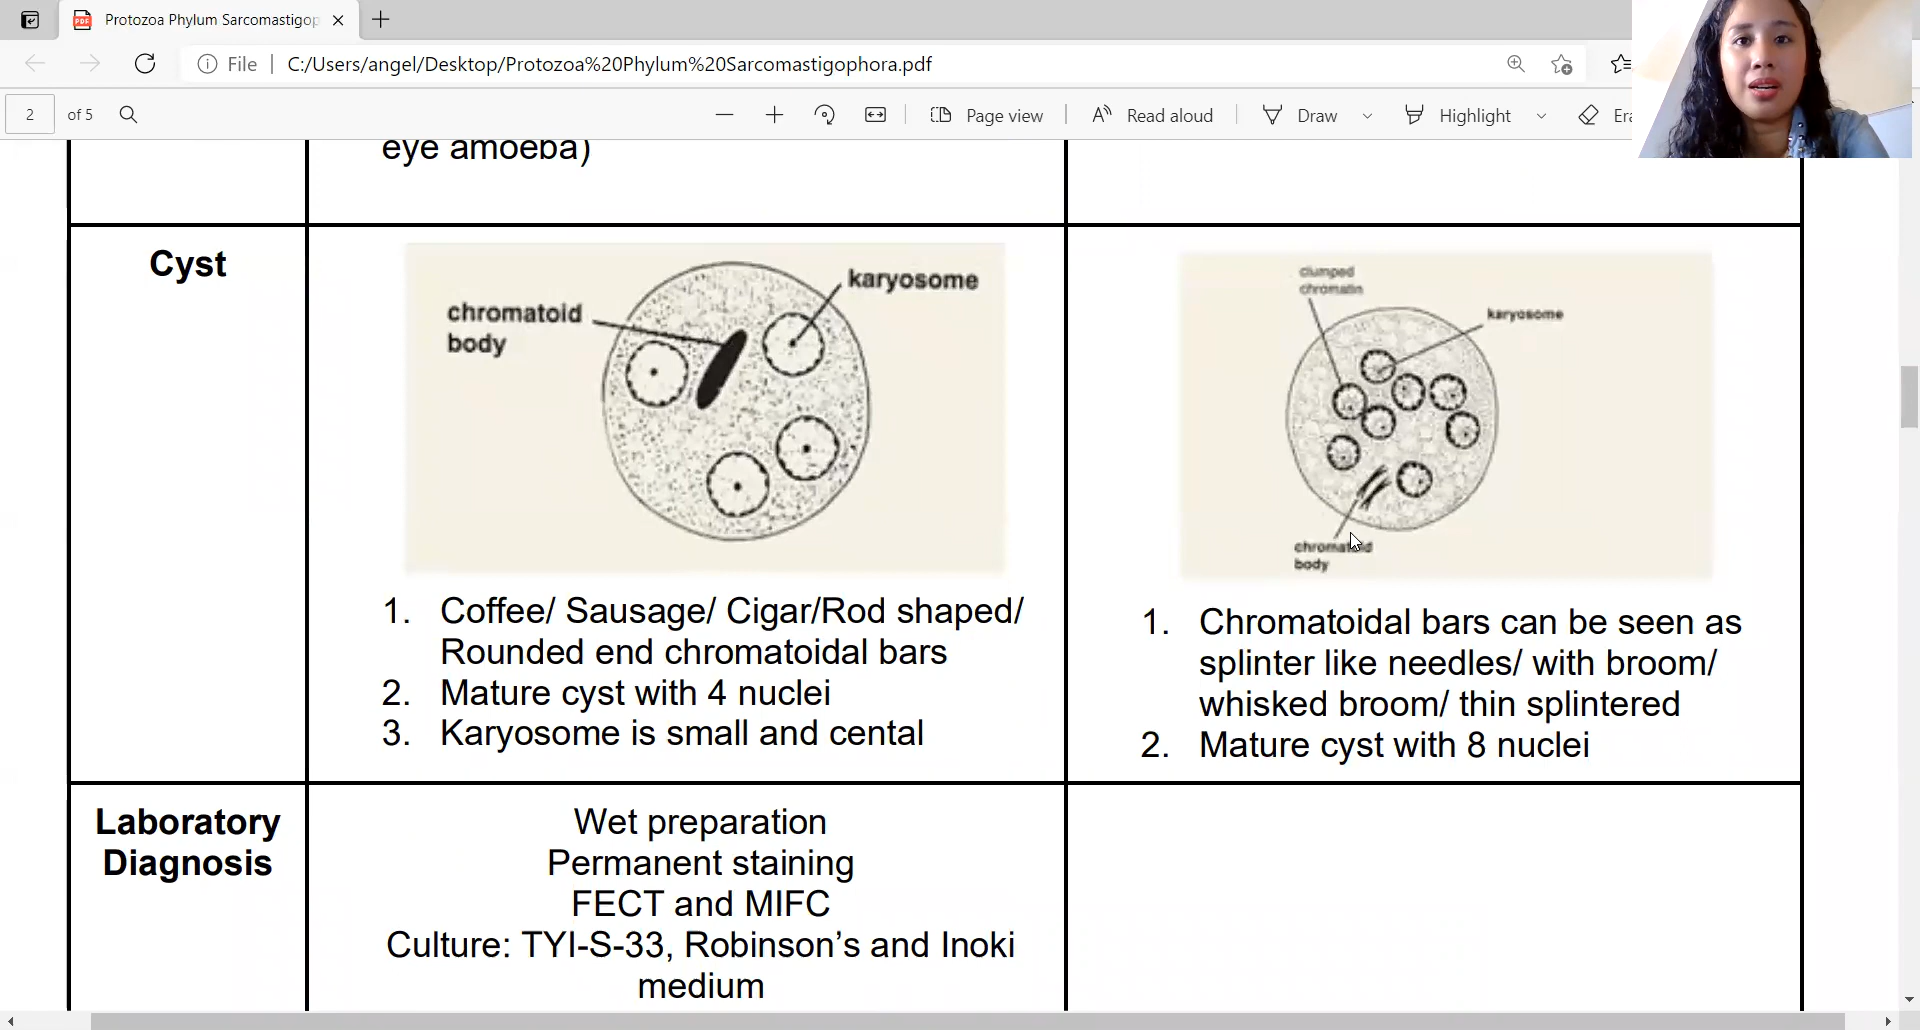 Protozoa Phylum Sarcomastigop
File
C:/Users/angel/Desktop/Protozoa%20Phylum%20Sarcomastigophora.pdf
2 of 5
Page view
Read aloud
Draw
Highlight
Era
eye amoeba)
Cyst
chromatoid
body
karyosome
1. Coffee/ Sausage/ Cigar/Rod shaped/
Rounded end chromatoidal bars
2. Mature cyst with 4 nuclei
3. Karyosome is small and cental
clumped
chromatin
karyosome
chromatoid
body
1. Chromatoidal bars can be seen as
splinter like needles/ with broom/
whisked broom/ thin splintered
2. Mature cyst with 8 nuclei
Laboratory
Diagnosis
Wet preparation
Permanent staining
FECT and MIFC
Culture: TYI-S-33, Robinson’s and Inoki
medium